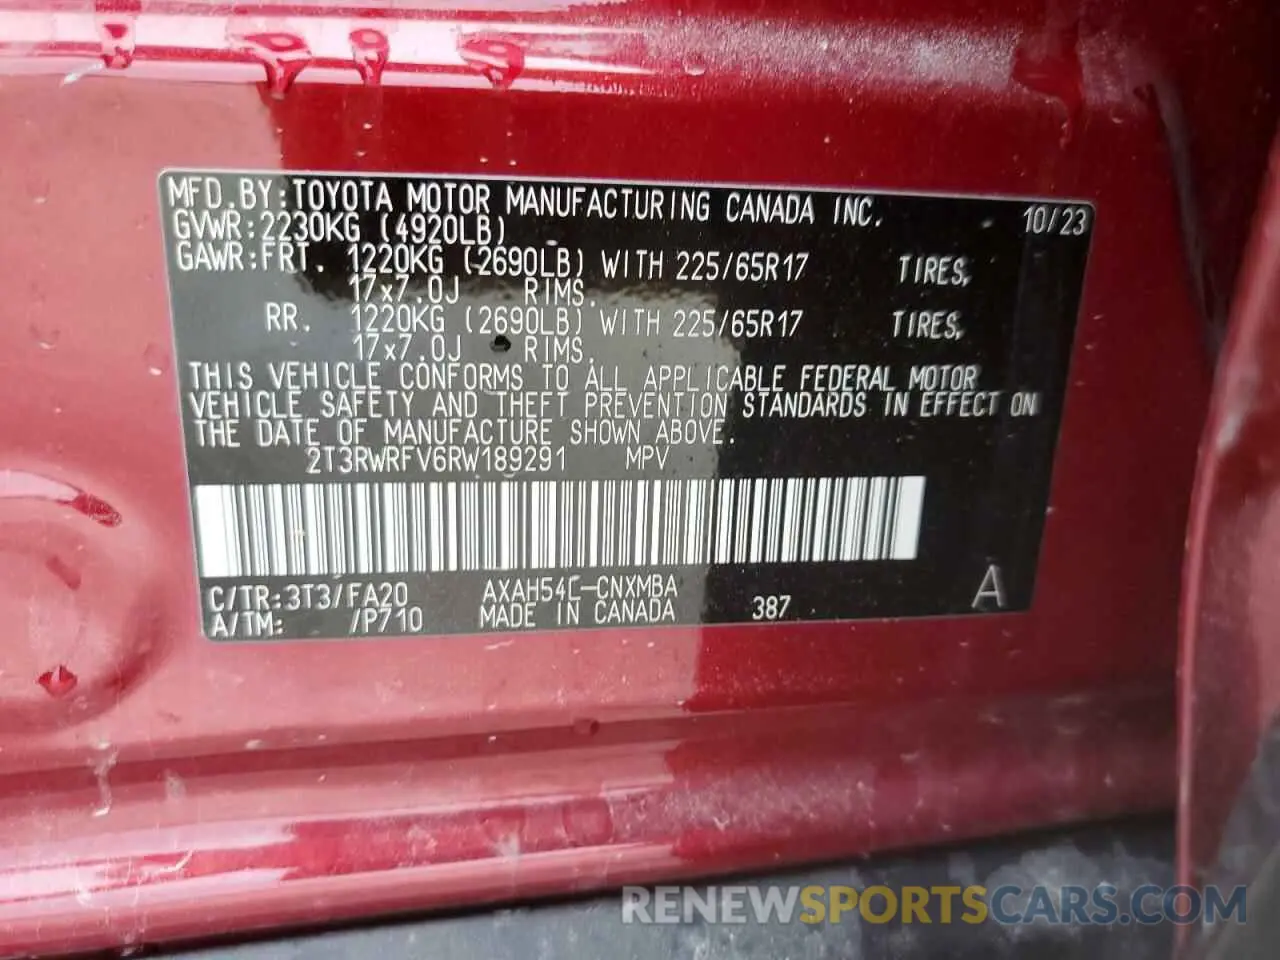 MFD.BY:TOYOTA MOTOR MANUFACTURING CANADA INC. 10/23
GVWR:2230KG (4920LB)
GAWR:FRT. 1220KG (2690LB) WITH 225/65R17 TIRES,
17x7.0J RIMS.
RR. 1220KG (2690LB) WITH 225/65R17 TIRES,
17x7.0J RIMS.
THIS VEHICLE CONFORMS TO ALL APPLICABLE FEDERAL MOTOR
VEHICLE SAFETY AND THEFT PREVENTION STANDARDS IN EFFECT ON
THE DATE OF MANUFACTURE SHOWN ABOVE.
2T3RWRFV6RW189291 MPV
C/TR:3T3/FA20 AXAH54L-CNXMBA
A/TM: /P710 MADE IN CANADA 387 A
RENEWSPORTSCARS.COM